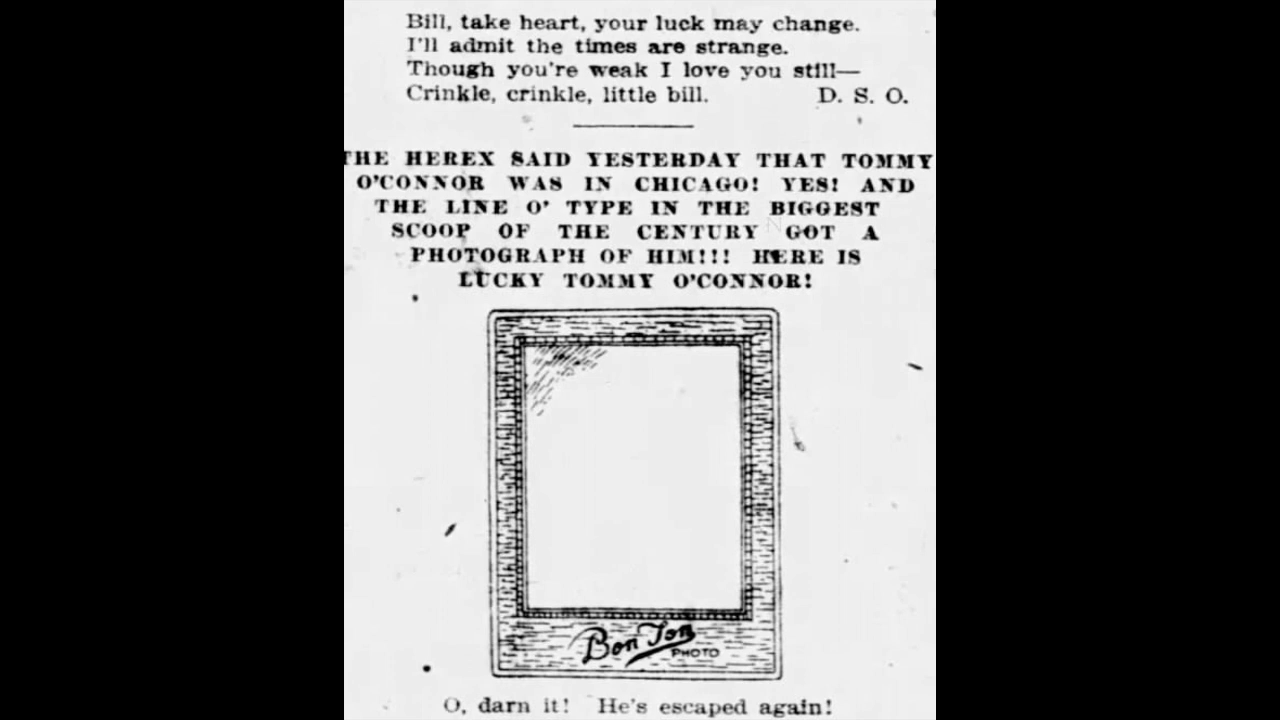 Bill, take heart, your luck may change.
I'll admit the times are strange.
Though you're weak I love you still—
Crinkle, crinkle, little bill. D. S. O.
THE HEREX SAID YESTERDAY THAT TOMMY
O'CONNOR WAS IN CHICAGO! YES! AND
THE LINE O' TYPE IN THE BIGGEST
SCOOP OF THE CENTURY GOT A
PHOTOGRAPH OF HIM!!! HERE IS
LUCKY TOMMY O'CONNOR!
Bon Ton
PHOTO
O, darn it! He's escaped again!